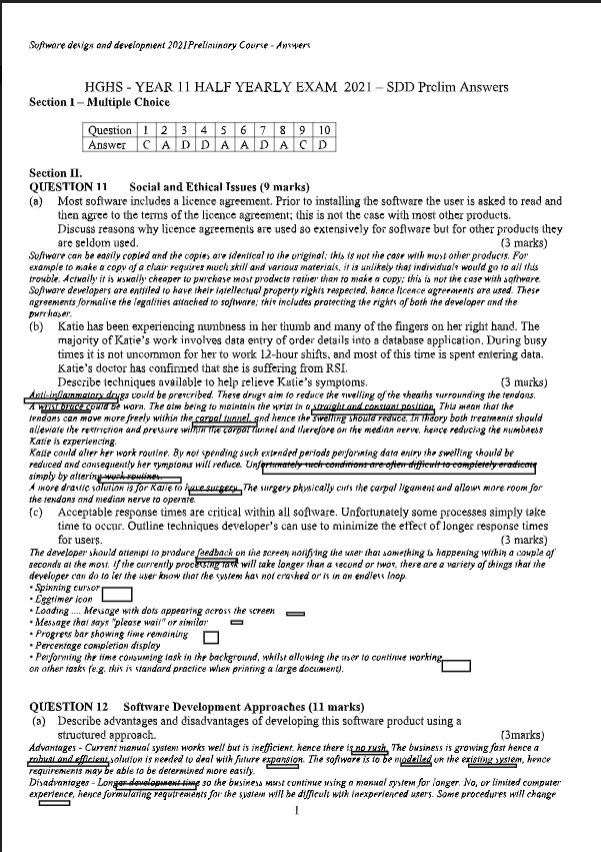 Software design and development 2021Preliminary Course - Answers
HGHS - YEAR 11 HALF YEARLY EXAM 2021 – SDD Prelim Answers
Section I – Multiple Choice
Question 1 2 3 4 5 6 7 8 9 10
Answer C A D D A A D A C D
Section II.
QUESTION 11 Social and Ethical Issues (9 marks)
(a) Most software includes a licence agreement. Prior to installing the software the user is asked to read and
then agree to the terms of the licence agreement; this is not the case with most other products.
Discuss reasons why licence agreements are used so extensively for software but for other products they
are seldom used. (3 marks)
Software can be easily copied and the copies are identical to the original; this is not the case with most other products. For
example to make a copy of a chair requires much skill and various materials, it is unlikely that individuals would go to all this
trouble. Actually it is usually cheaper to purchase most products rather than to make a copy; this is not the case with software.
Software developers are entitled to have their intellectual property rights respected, hence licence agreements are used. These
agreements formalise the legalities attached to software; this includes protecting the rights of both the developer and the
purchaser.
(b) Katie has been experiencing numbness in her thumb and many of the fingers on her right hand. The
majority of Katie's work involves data entry of order details into a database application. During busy
times it is not uncommon for her to work 12-hour shifts, and most of this time is spent entering data.
Katie's doctor has confirmed that she is suffering from RSI.
Describe techniques available to help relieve Katie's symptoms. (3 marks)
Anti-inflammatory drugs could be prescribed. These drugs aim to reduce the swelling of the sheaths surrounding the tendons.
A wrist brace could be worn. The aim being to maintain the wrist in a straight and constant position. This mean that the
tendons can move more freely within the carpal tunnel, and hence the swelling should reduce. In theory both treatments should
alleviate the restriction and pressure within the carpal tunnel and therefore on the median nerve, hence reducing the numbness
Katie is experiencing.
Katie could alter her work routine. By not spending such extended periods performing data entry the swelling should be
reduced and consequently her symptoms will reduce. Unfortunately such conditions are often difficult to completely eradicate
simply by altering work routines.
A more drastic solution is for Katie to have surgery. The surgery physically cuts the carpal ligament and allows more room for
the tendons and median nerve to operate.
(c) Acceptable response times are critical within all software. Unfortunately some processes simply take
time to occur. Outline techniques developer's can use to minimize the effect of longer response times
for users. (3 marks)
The developer should attempt to produce feedback on the screen notifying the user that something is happening within a couple of
seconds at the most. If the currently processing task will take longer than a second or two, there are a variety of things that the
developer can do to let the user know that the system has not crashed or is in an endless loop.
• Spinning cursor
• Eggtimer icon
• Loading .... Message with dots appearing across the screen
• Message that says "please wait" or similar
• Progress bar showing time remaining
• Percentage completion display
• Performing the time consuming task in the background, whilst allowing the user to continue working
on other tasks (e.g. this is standard practice when printing a large document).
QUESTION 12 Software Development Approaches (11 marks)
(a) Describe advantages and disadvantages of developing this software product using a
structured approach. (3marks)
Advantages - Current manual system works well but is inefficient, hence there is no rush. The business is growing fast hence a
robust and efficient solution is needed to deal with future expansion. The software is to be modelled on the existing system, hence
requirements may be able to be determined more easily.
Disadvantages - Longer development time so the business must continue using a manual system for longer. No, or limited computer
experience, hence formulating requirements for the system will be difficult with inexperienced users. Some procedures will change
1